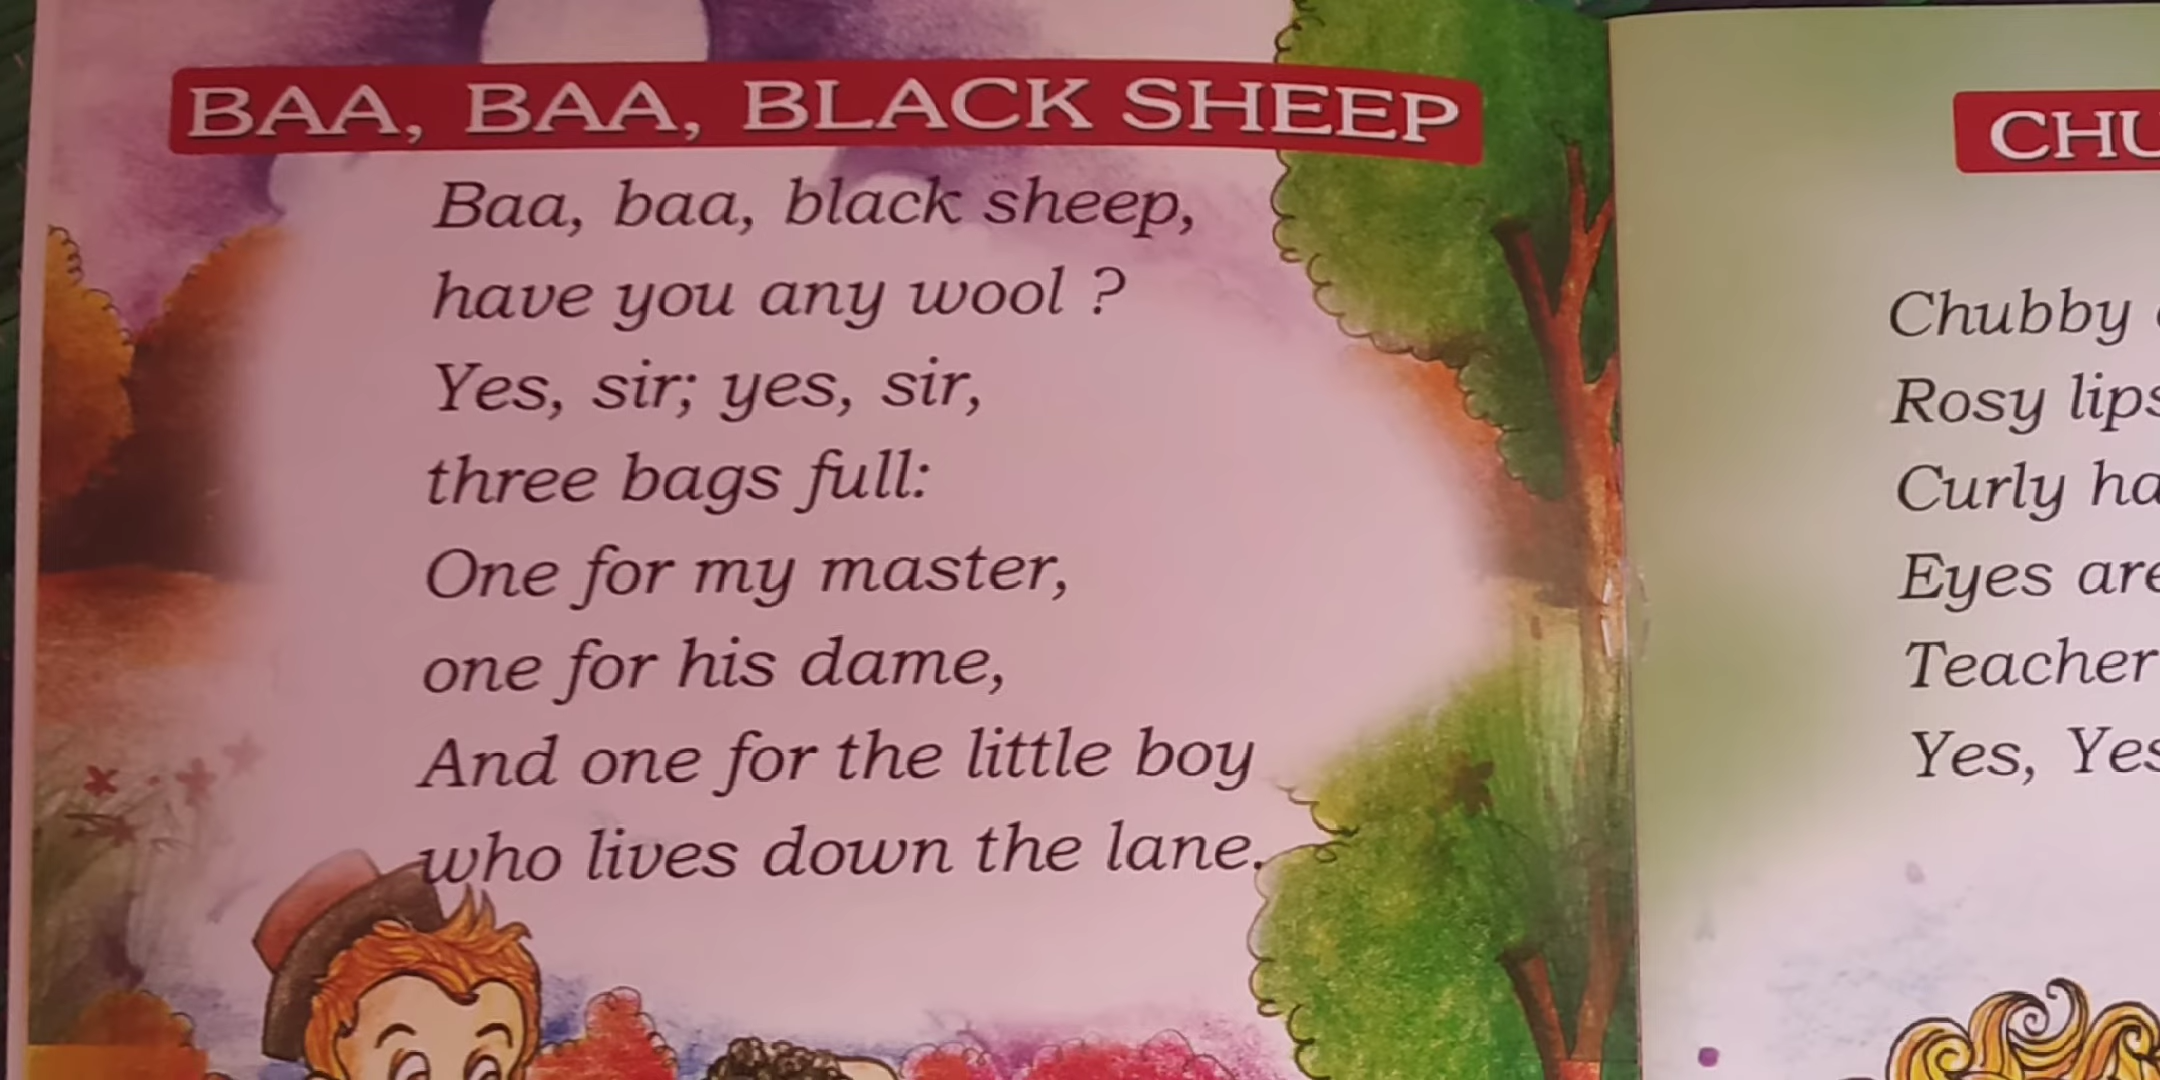 BAA, BAA, BLACK SHEEP
Baa, baa, black sheep,
have you any wool ?
Yes, sir; yes, sir,
three bags full:
One for my master,
one for his dame,
And one for the little boy
who lives down the lane.
Chubby
Rosy lips
Curly
Eyes are
Teacher
Yes, Yes